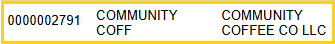 0000002791 COMMUNITY COMMUNITY
COFF COFFEE CO LLC